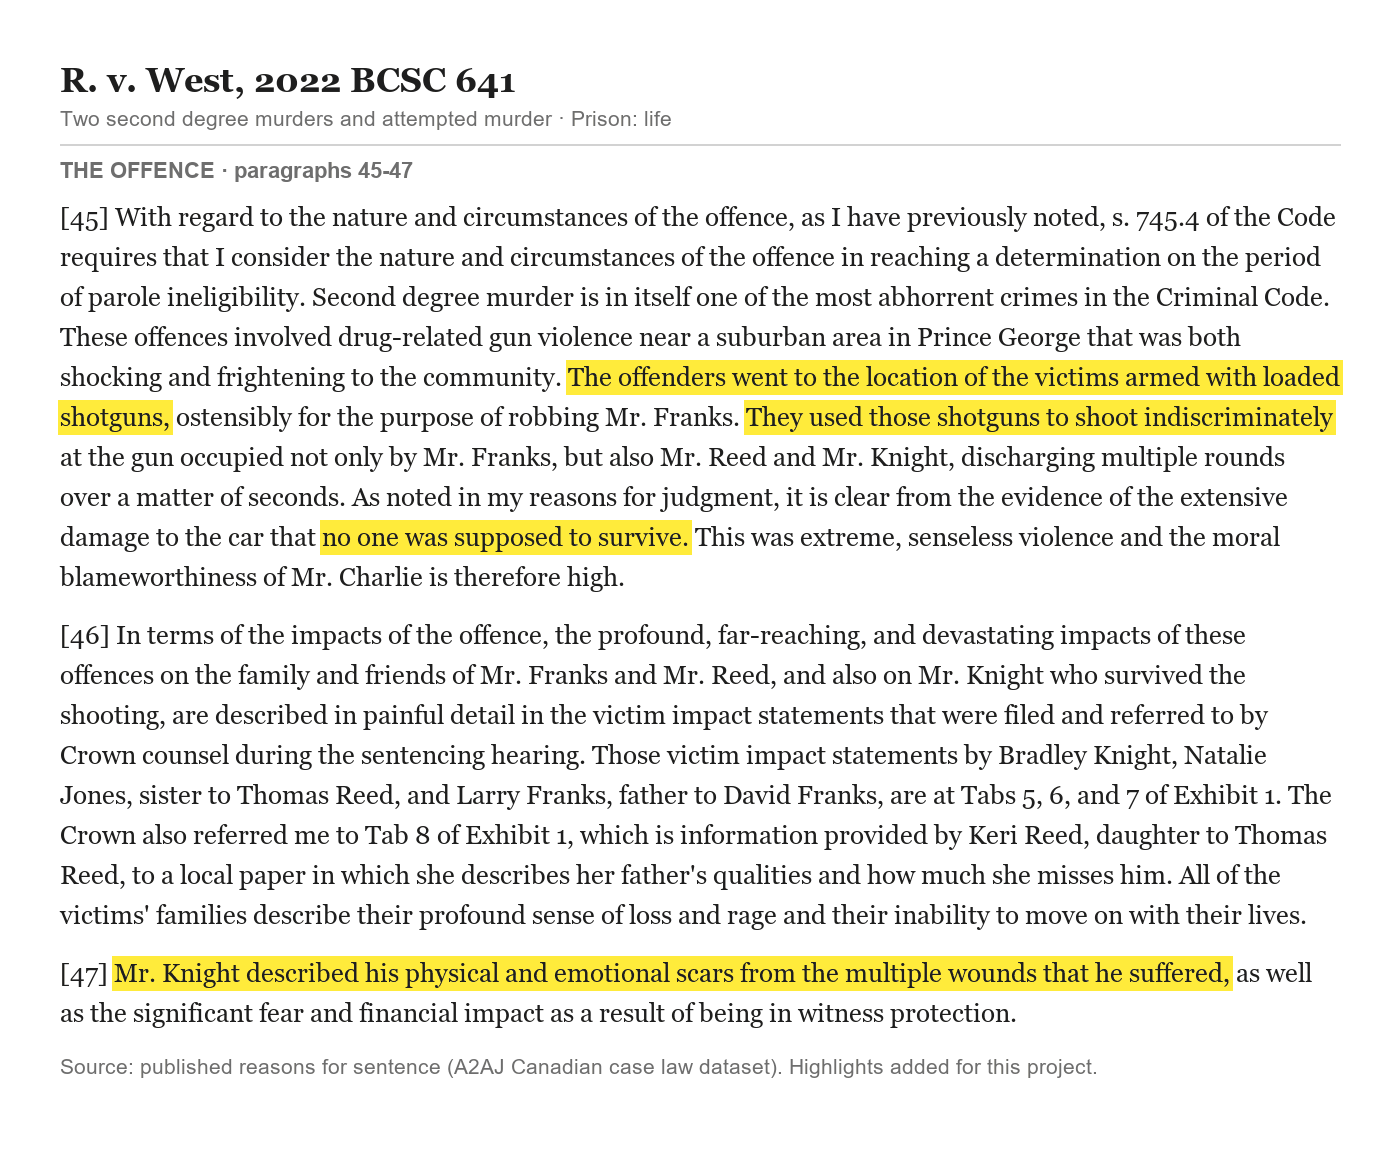 R. v. West, 2022 BCSC 641
Two second degree murders and attempted murder · Prison: life
THE OFFENCE · paragraphs 45-47
[45] With regard to the nature and circumstances of the offence, as I have previously noted, s. 745.4 of the Code
requires that I consider the nature and circumstances of the offence in reaching a determination on the period
of parole ineligibility. Second degree murder is in itself one of the most abhorrent crimes in the Criminal Code.
These offences involved drug-related gun violence near a suburban area in Prince George that was both
shocking and frightening to the community. The offenders went to the location of the victims armed with loaded
shotguns, ostensibly for the purpose of robbing Mr. Franks. They used those shotguns to shoot indiscriminately
at the gun occupied not only by Mr. Franks, but also Mr. Reed and Mr. Knight, discharging multiple rounds
over a matter of seconds. As noted in my reasons for judgment, it is clear from the evidence of the extensive
damage to the car that no one was supposed to survive. This was extreme, senseless violence and the moral
blameworthiness of Mr. Charlie is therefore high.
[46] In terms of the impacts of the offence, the profound, far-reaching, and devastating impacts of these
offences on the family and friends of Mr. Franks and Mr. Reed, and also on Mr. Knight who survived the
shooting, are described in painful detail in the victim impact statements that were filed and referred to by
Crown counsel during the sentencing hearing. Those victim impact statements by Bradley Knight, Natalie
Jones, sister to Thomas Reed, and Larry Franks, father to David Franks, are at Tabs 5, 6, and 7 of Exhibit 1. The
Crown also referred me to Tab 8 of Exhibit 1, which is information provided by Keri Reed, daughter to Thomas
Reed, to a local paper in which she describes her father's qualities and how much she misses him. All of the
victims' families describe their profound sense of loss and rage and their inability to move on with their lives.
[47] Mr. Knight described his physical and emotional scars from the multiple wounds that he suffered, as well
as the significant fear and financial impact as a result of being in witness protection.
Source: published reasons for sentence (A2AJ Canadian case law dataset). Highlights added for this project.